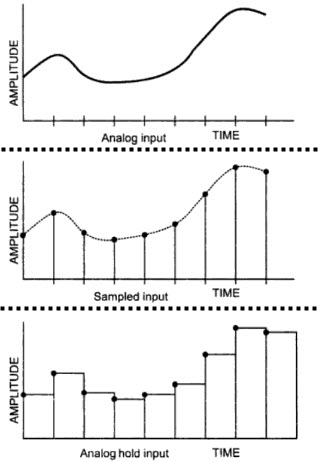 AMPLITUDE
Analog input TIME
AMPLITUDE
Sampled input TIME
AMPLITUDE
Analog hold input TIME